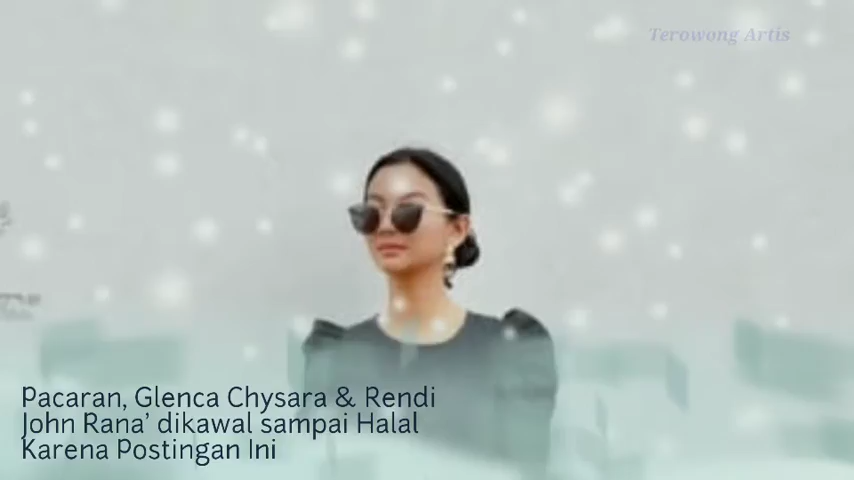 Terowong Artis
Pacaran, Glenca Chysara & Rendi
John Rana' dikawal sampai Halal
Karena Postingan Ini